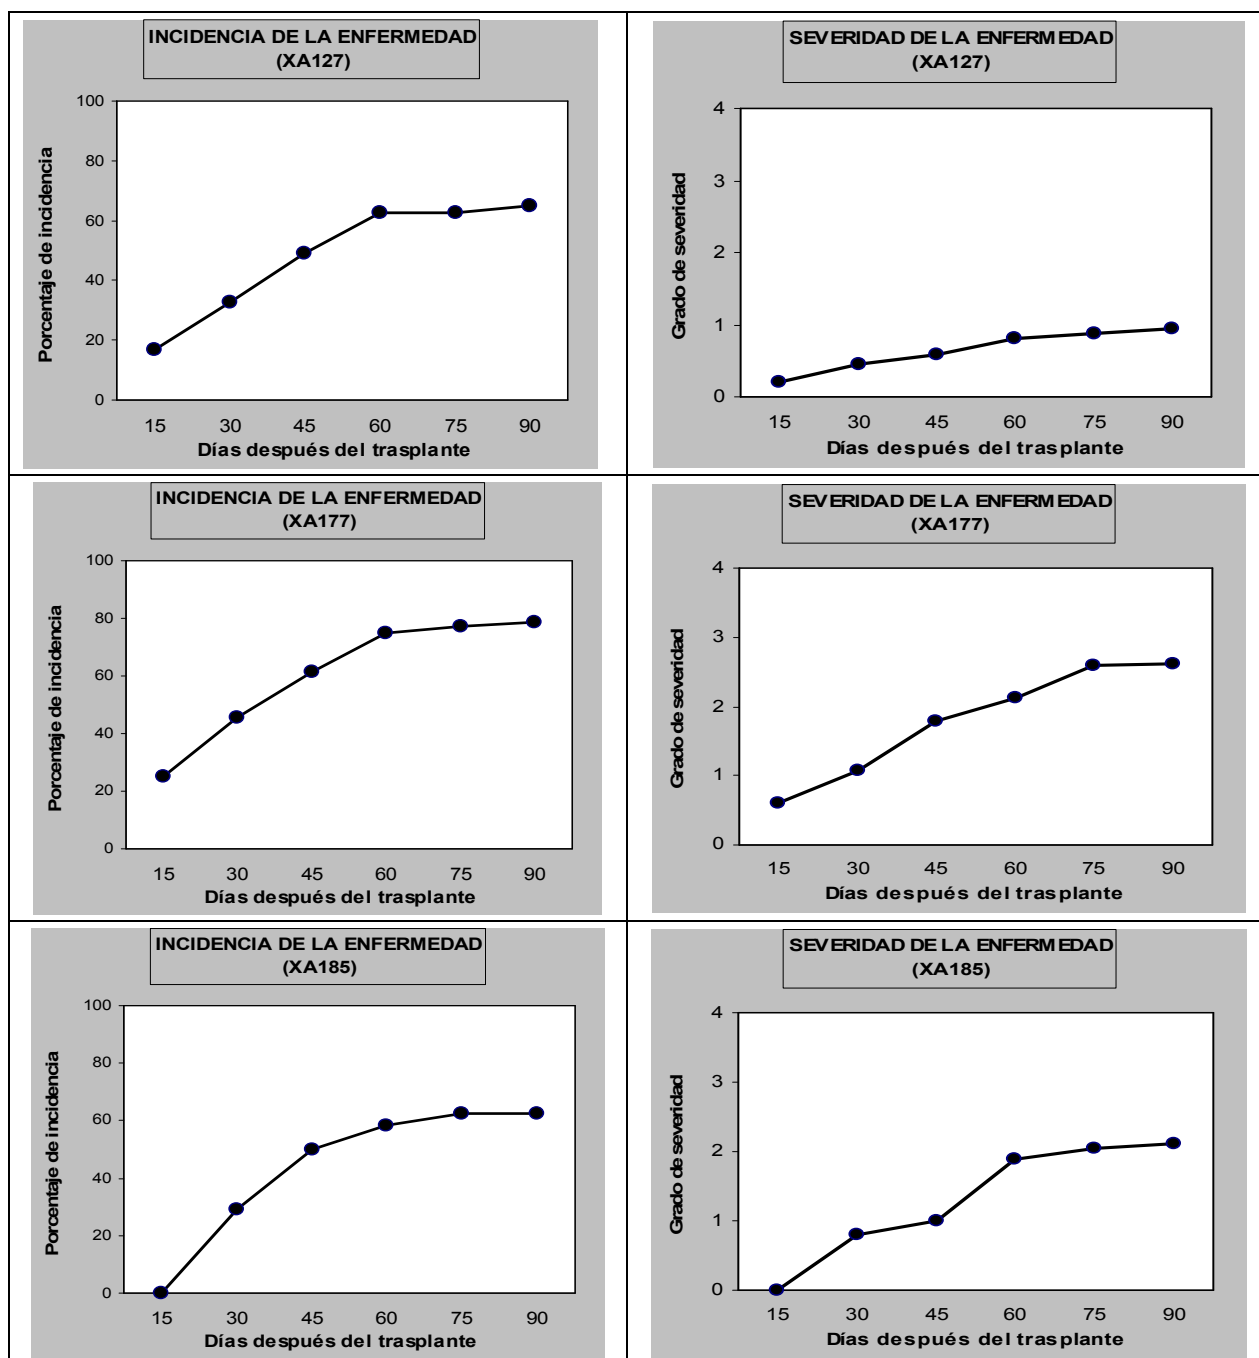 INCIDENCIA DE LA ENFERMEDAD
(XA127)
Porcentaje de incidencia
100
80
60
40
20
0
15 30 45 60 75 90
Días después del trasplante
SEVERIDAD DE LA ENFERMEDAD
(XA127)
Grado de severidad
4
3
2
1
0
15 30 45 60 75 90
Días después del trasplante
INCIDENCIA DE LA ENFERMEDAD
(XA177)
Porcentaje de incidencia
100
80
60
40
20
0
15 30 45 60 75 90
Días después del trasplante
SEVERIDAD DE LA ENFERMEDAD
(XA177)
Grado de severidad
4
3
2
1
0
15 30 45 60 75 90
Días después del trasplante
INCIDENCIA DE LA ENFERMEDAD
(XA185)
Porcentaje de incidencia
100
80
60
40
20
0
15 30 45 60 75 90
Días después del trasplante
SEVERIDAD DE LA ENFERMEDAD
(XA185)
Grado de severidad
4
3
2
1
0
15 30 45 60 75 90
Días después del trasplante